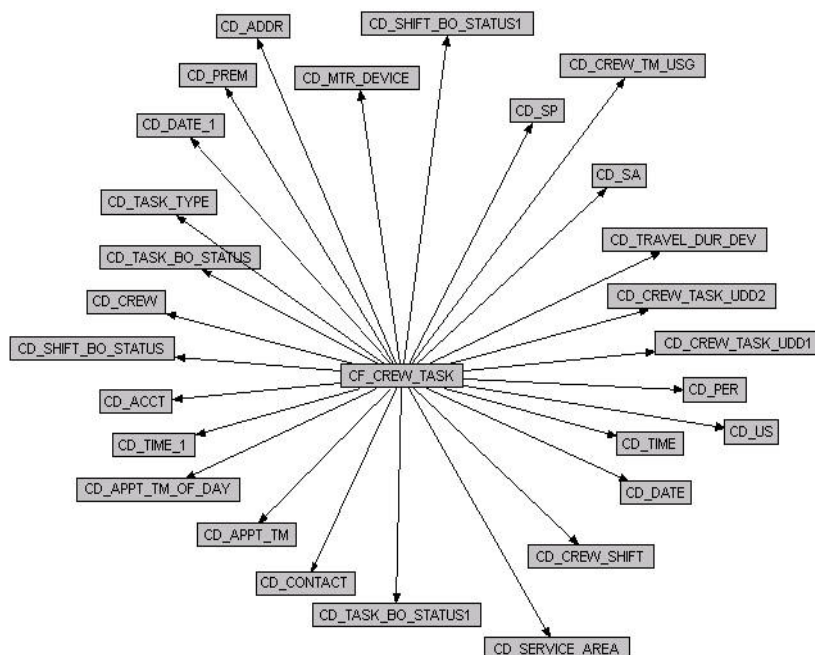 CD_SHIFT_BO_STATUS1
CD_ADDR
CD_CREW_TM_USG
CD_PREM
CD_MTR_DEVICE
CD_SP
CD_DATE_1
CD_SA
CD_TASK_TYPE
CD_TRAVEL_DUR_DEV
CD_TASK_BO_STATUS
CD_CREW_TASK_UDD2
CD_CREW
CD_CREW_TASK_UDD1
CD_SHIFT_BO_STATUS
CF_CREW_TASK
CD_PER
CD_ACCT
CD_US
CD_TIME
CD_TIME_1
CD_APPT_TM_OF_DAY
CD_DATE
CD_APPT_TM
CD_CREW_SHIFT
CD_CONTACT
CD_TASK_BO_STATUS1
CD_SERVICE_AREA